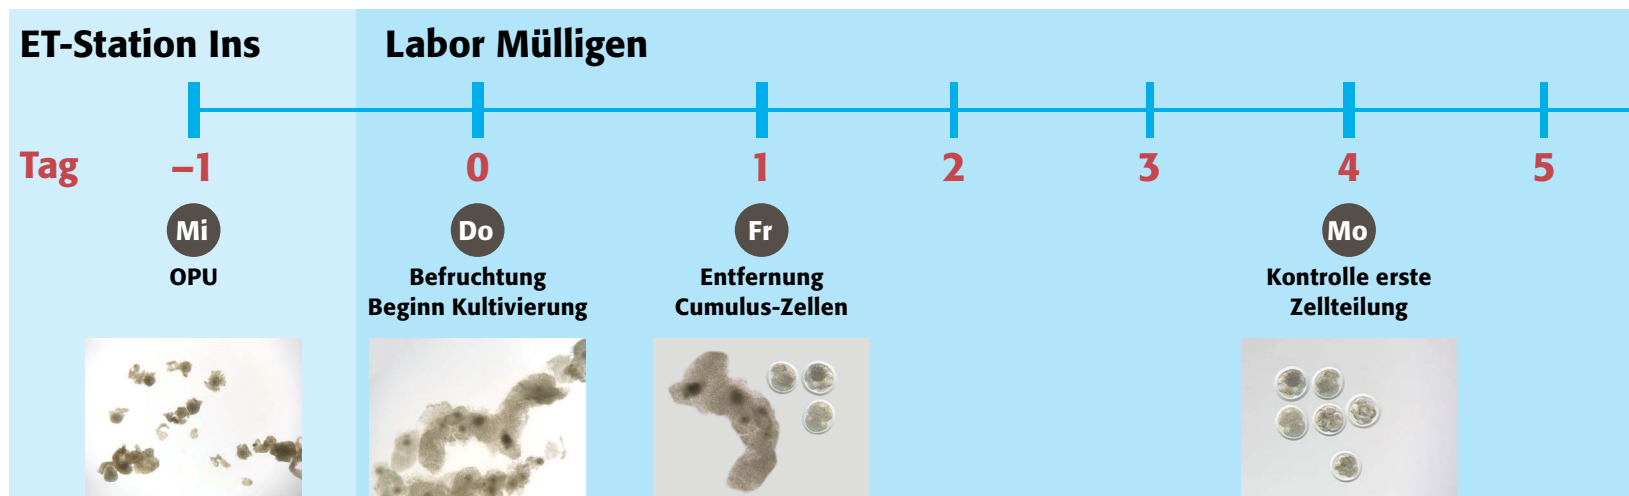 ET-Station Ins
Labor Mülligen
Tag –1 0 1 2 3 4 5
Mi Do Fr Mo
OPU
Befruchtung
Beginn Kultivierung
Entfernung
Cumulus-Zellen
Kontrolle erste
Zellteilung